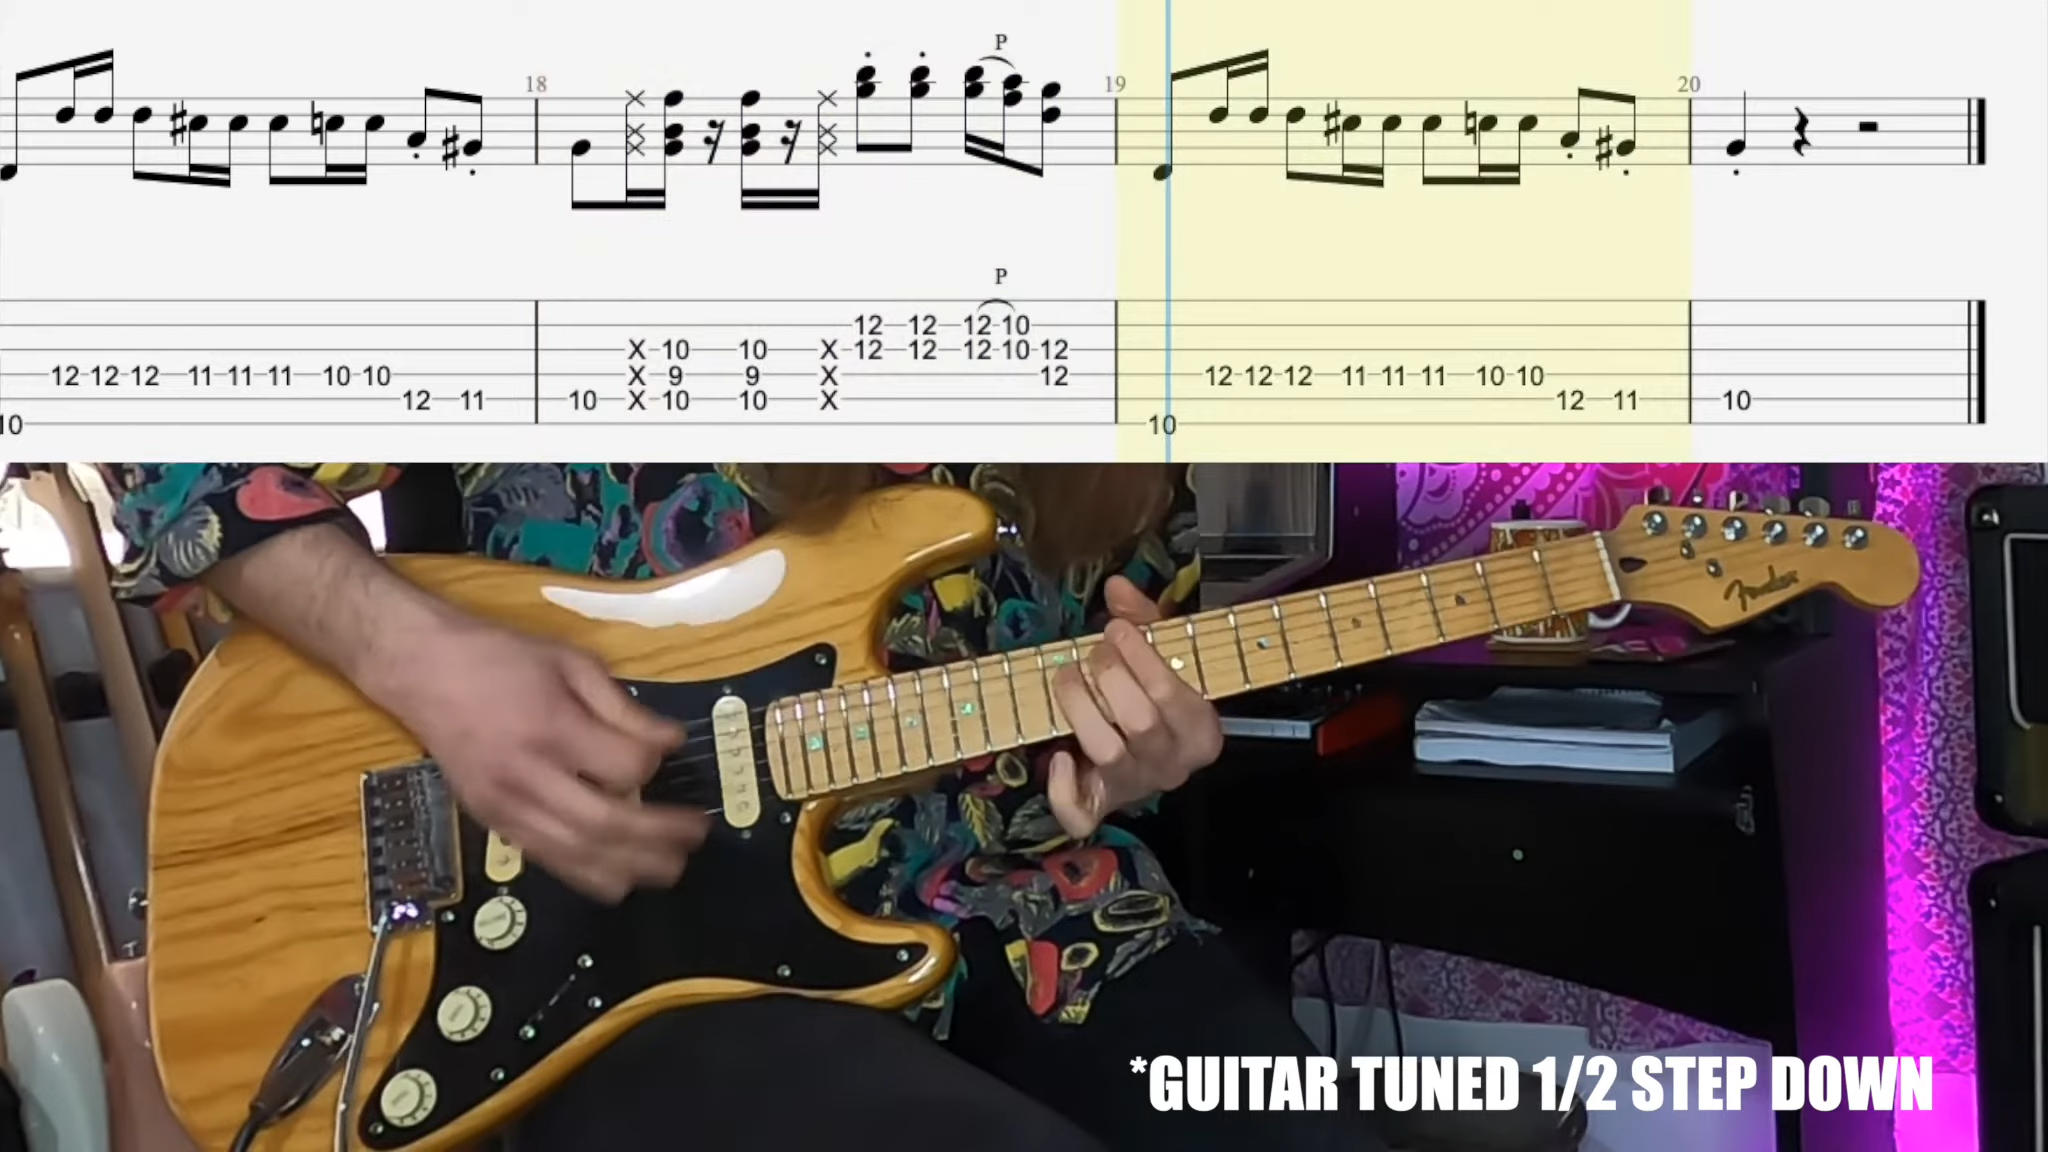 P
18
19
20
P
12 12 12 10
X 10 10 X 12 12 12 10 12
12 12 12 11 11 11 10 10 X 9 9 X 12 12 12 12 11 11 11 10 10
12 11 10 X 10 10 X 12 11 10
10 10
Fender
*GUITAR TUNED 1/2 STEP DOWN